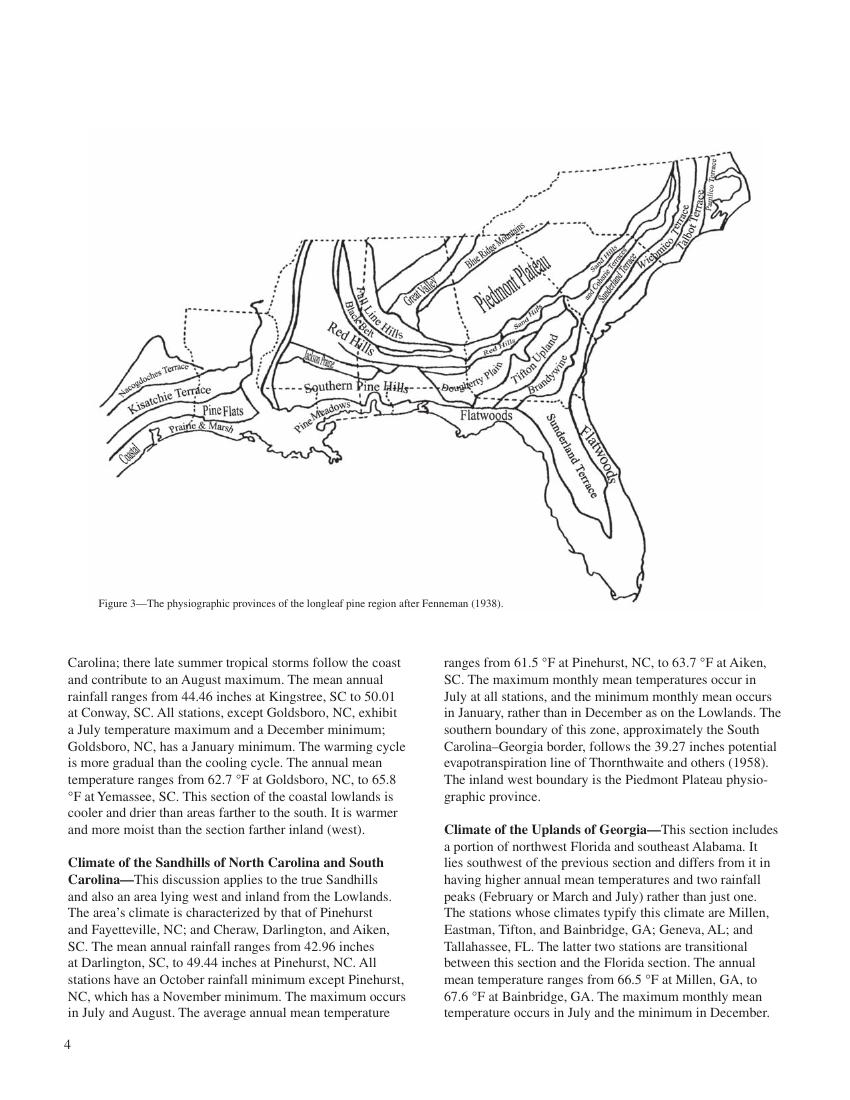 Pamlico Terrace
Talbot Terrace
Wichmico Terrace
Blue Ridge Mountains
Piedmont Plateau
Sand Hills
and Coharie Terraces
Sunderland Terrace
Great Valley
Fall Line Hills
Black Belt
Red Hills
Sand Hills
Red Hills
Jackson Prairie
Tifton Upland
Nacogdoches Terrace
Dougherty Plain
Brandywine
Southern Pine Hills
Kisatchie Terrace
Pine Flats
Pine Meadows
Flatwoods
Prairie & Marsh
Coastal
Sunderland Terrace
Flatwoods
Figure 3—The physiographic provinces of the longleaf pine region after Fenneman (1938).
Carolina; there late summer tropical storms follow the coast
and contribute to an August maximum. The mean annual
rainfall ranges from 44.46 inches at Kingstree, SC to 50.01
at Conway, SC. All stations, except Goldsboro, NC, exhibit
a July temperature maximum and a December minimum;
Goldsboro, NC, has a January minimum. The warming cycle
is more gradual than the cooling cycle. The annual mean
temperature ranges from 62.7 °F at Goldsboro, NC, to 65.8
°F at Yemassee, SC. This section of the coastal lowlands is
cooler and drier than areas farther to the south. It is warmer
and more moist than the section farther inland (west).
Climate of the Sandhills of North Carolina and South
Carolina—This discussion applies to the true Sandhills
and also an area lying west and inland from the Lowlands.
The area's climate is characterized by that of Pinehurst
and Fayetteville, NC; and Cheraw, Darlington, and Aiken,
SC. The mean annual rainfall ranges from 42.96 inches
at Darlington, SC, to 49.44 inches at Pinehurst, NC. All
stations have an October rainfall minimum except Pinehurst,
NC, which has a November minimum. The maximum occurs
in July and August. The average annual mean temperature
ranges from 61.5 °F at Pinehurst, NC, to 63.7 °F at Aiken,
SC. The maximum monthly mean temperatures occur in
July at all stations, and the minimum monthly mean occurs
in January, rather than in December as on the Lowlands. The
southern boundary of this zone, approximately the South
Carolina–Georgia border, follows the 39.27 inches potential
evapotranspiration line of Thornthwaite and others (1958).
The inland west boundary is the Piedmont Plateau physio-
graphic province.
Climate of the Uplands of Georgia—This section includes
a portion of northwest Florida and southeast Alabama. It
lies southwest of the previous section and differs from it in
having higher annual mean temperatures and two rainfall
peaks (February or March and July) rather than just one.
The stations whose climates typify this climate are Millen,
Eastman, Tifton, and Bainbridge, GA; Geneva, AL; and
Tallahassee, FL. The latter two stations are transitional
between this section and the Florida section. The annual
mean temperature ranges from 66.5 °F at Millen, GA, to
67.6 °F at Bainbridge, GA. The maximum monthly mean
temperature occurs in July and the minimum in December.
4